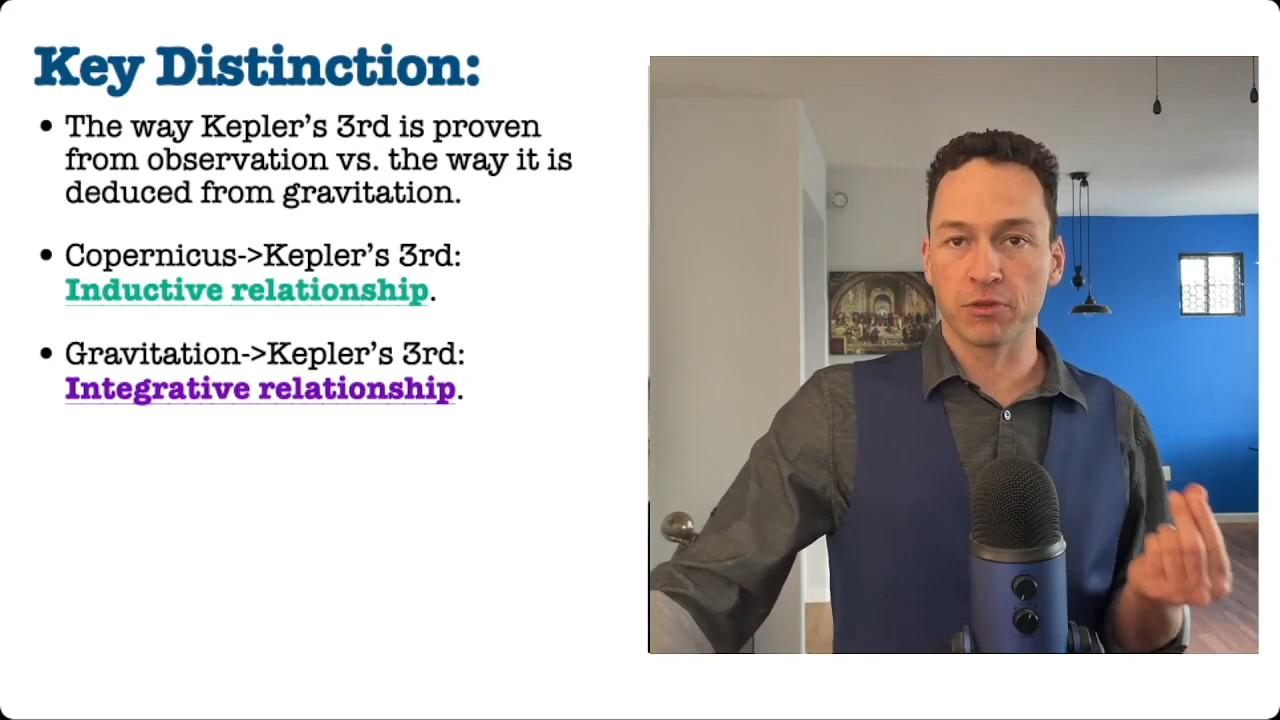 Key Distinction:
• The way Kepler's 3rd is proven
from observation vs. the way it is
deduced from gravitation.
• Copernicus->Kepler's 3rd:
Inductive relationship.
• Gravitation->Kepler's 3rd:
Integrative relationship.